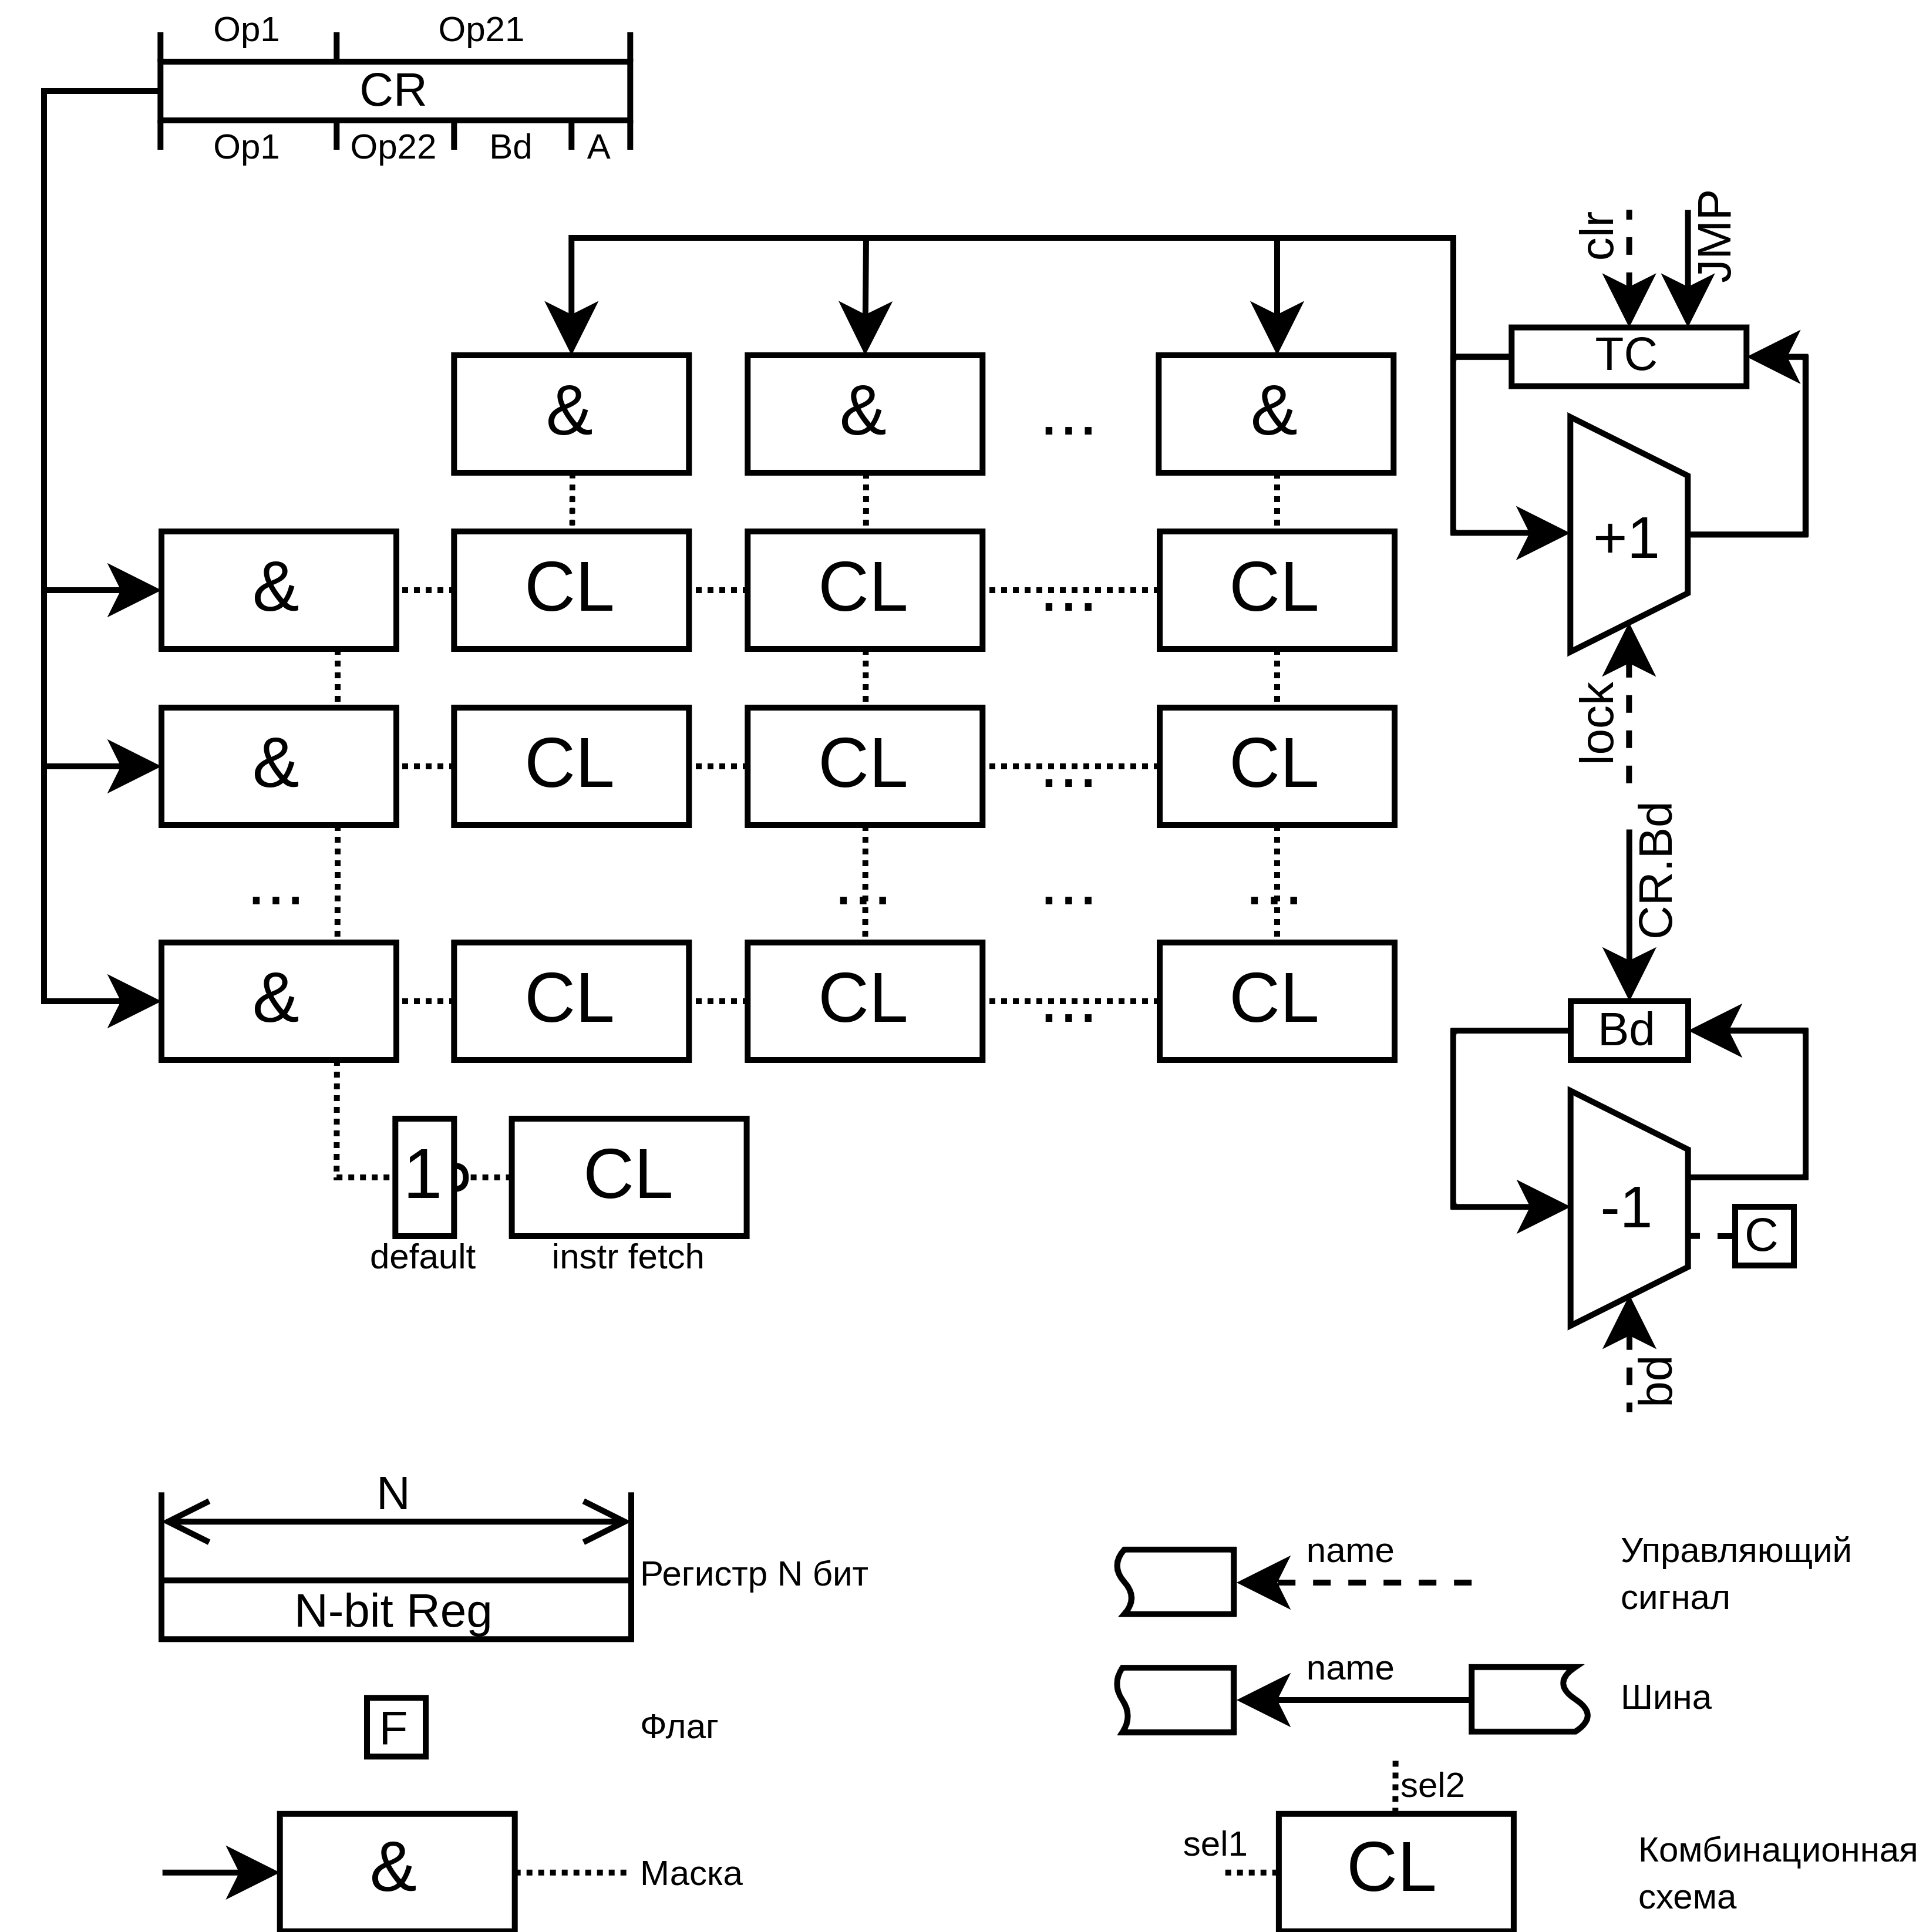 Op1 Op21
CR
Op1 Op22 Bd A
clr JMP
TC
& & ... &
+1
& CL CL ... CL
lock
& CL CL ... CL
CR.Bd
... ... ... ...
& CL CL ... CL
Bd
1 CL
-1
C
default instr fetch
bd
N
N-bit Reg
Регистр N бит
name
Управляющий
сигнал
F
Флаг
name
Шина
&
Маска
sel2
sel1
CL
Комбинационная
схема